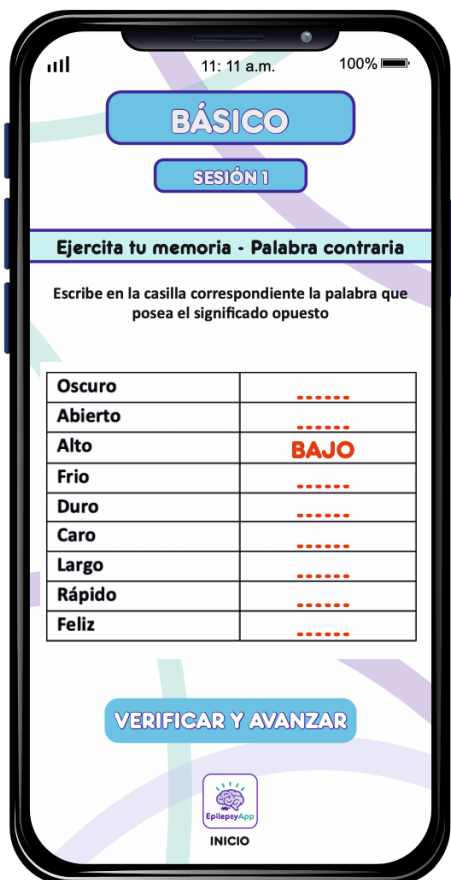 11: 11 a.m. 100%
BÁSICO
SESIÓN 1
Ejercita tu memoria - Palabra contraria
Escribe en la casilla correspondiente la palabra que
posea el significado opuesto
Oscuro ......
Abierto ......
Alto BAJO
Frio ......
Duro ......
Caro ......
Largo ......
Rápido ......
Feliz ......
VERIFICAR Y AVANZAR
EpilepsyApp
INICIO